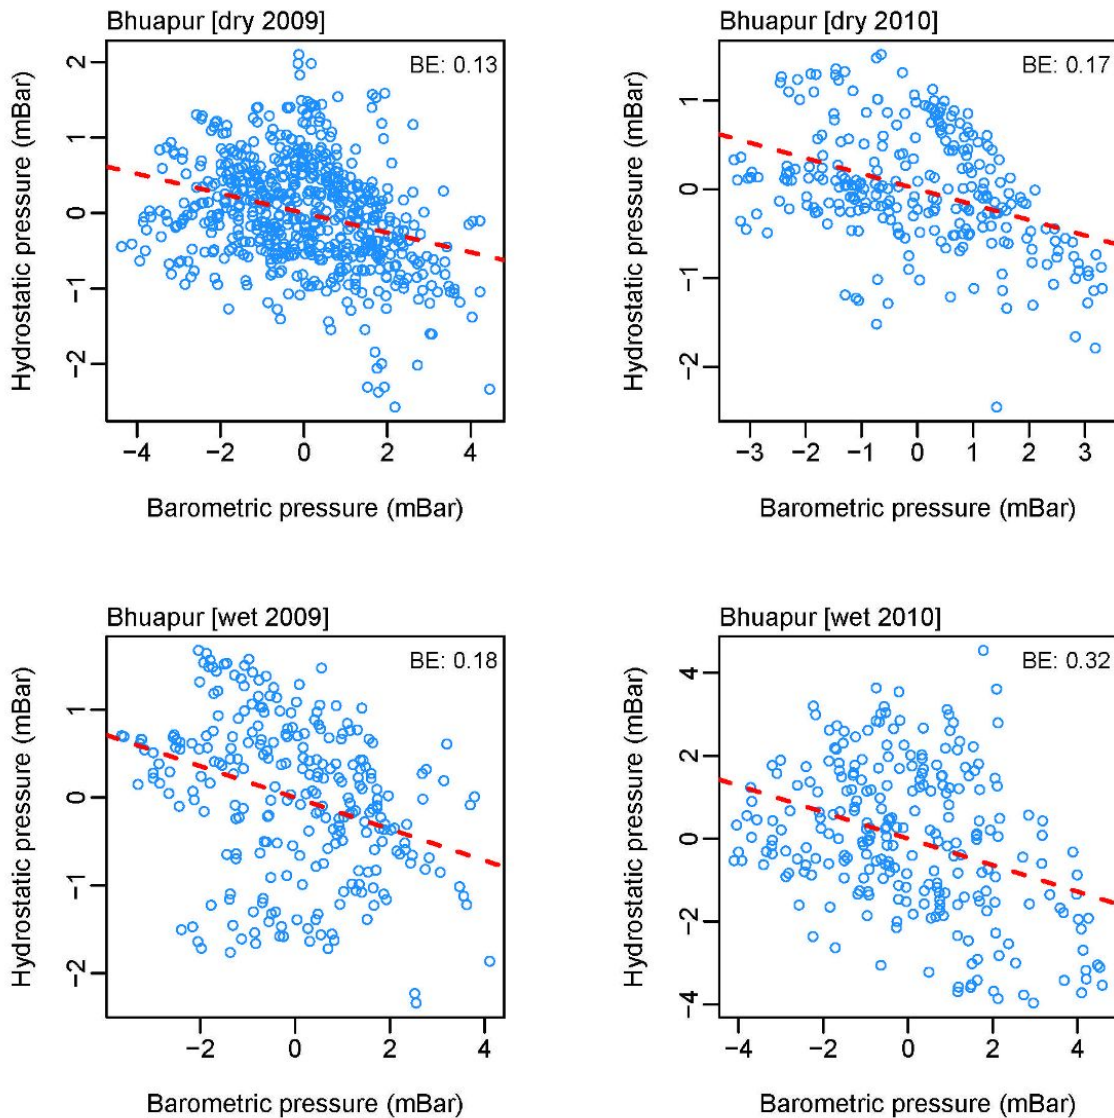 Bhuapur [dry 2009]
BE: 0.13
Hydrostatic pressure (mBar)
2
1
0
−1
−2
−4 −2 0 2 4
Barometric pressure (mBar)
Bhuapur [dry 2010]
BE: 0.17
Hydrostatic pressure (mBar)
1
0
−1
−2
−3 −2 −1 0 1 2 3
Barometric pressure (mBar)
Bhuapur [wet 2009]
BE: 0.18
Hydrostatic pressure (mBar)
1
0
−1
−2
−2 0 2 4
Barometric pressure (mBar)
Bhuapur [wet 2010]
BE: 0.32
Hydrostatic pressure (mBar)
4
2
0
−2
−4
−4 −2 0 2 4
Barometric pressure (mBar)